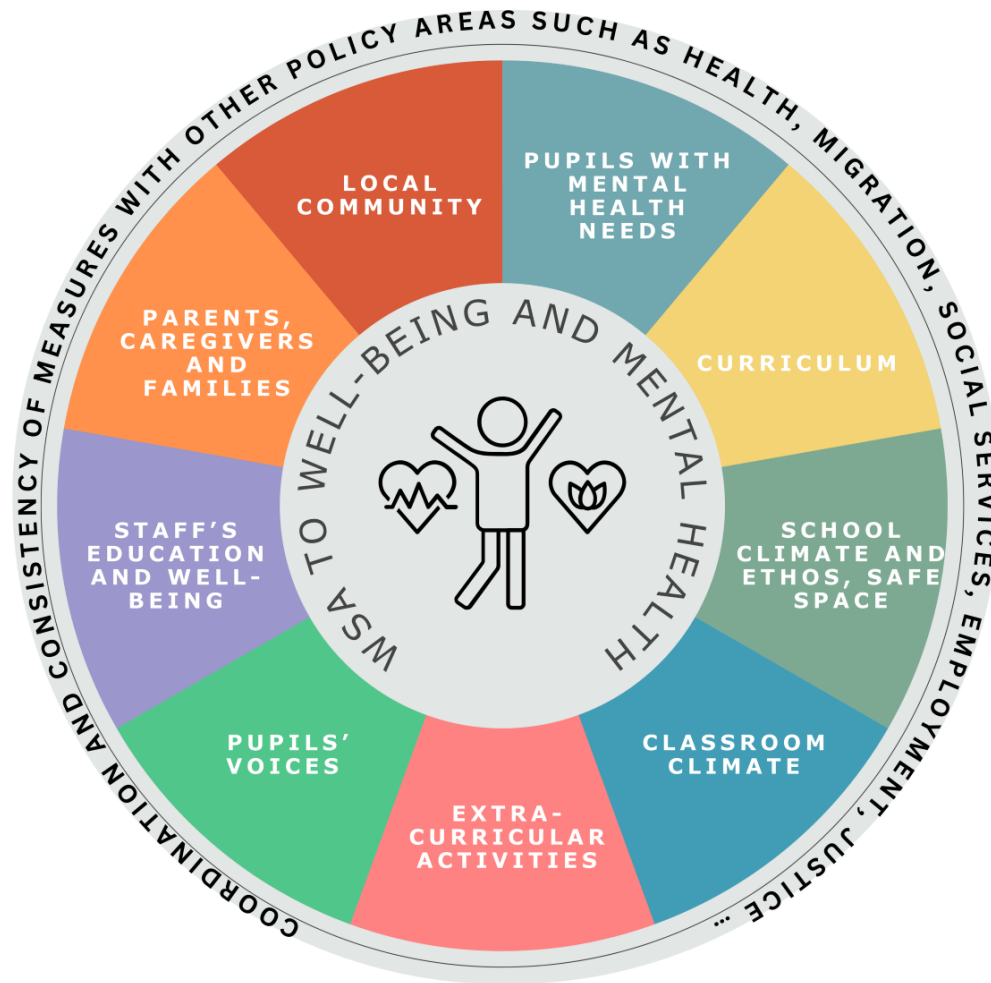 COORDINATION AND CONSISTENCY OF MEASURES WITH OTHER POLICY AREAS SUCH AS HEALTH, MIGRATION, SOCIAL SERVICES, EMPLOYMENT, JUSTICE ...
PUPILS WITH
MENTAL
HEALTH
NEEDS
CURRICULUM
SCHOOL
CLIMATE AND
ETHOS, SAFE
SPACE
CLASSROOM
CLIMATE
EXTRA-
CURRICULAR
ACTIVITIES
PUPILS’
VOICES
STAFF’S
EDUCATION
AND WELL-
BEING
PARENTS,
CAREGIVERS
AND
FAMILIES
LOCAL
COMMUNITY
WSA TO WELL-BEING AND MENTAL HEALTH